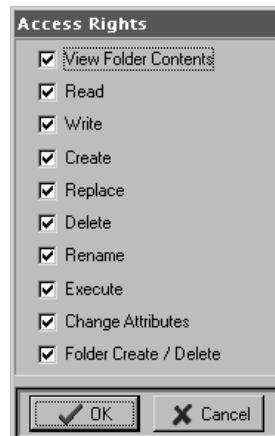 Access Rights
View Folder Contents
Read
Write
Create
Replace
Delete
Rename
Execute
Change Attributes
Folder Create / Delete
OK Cancel